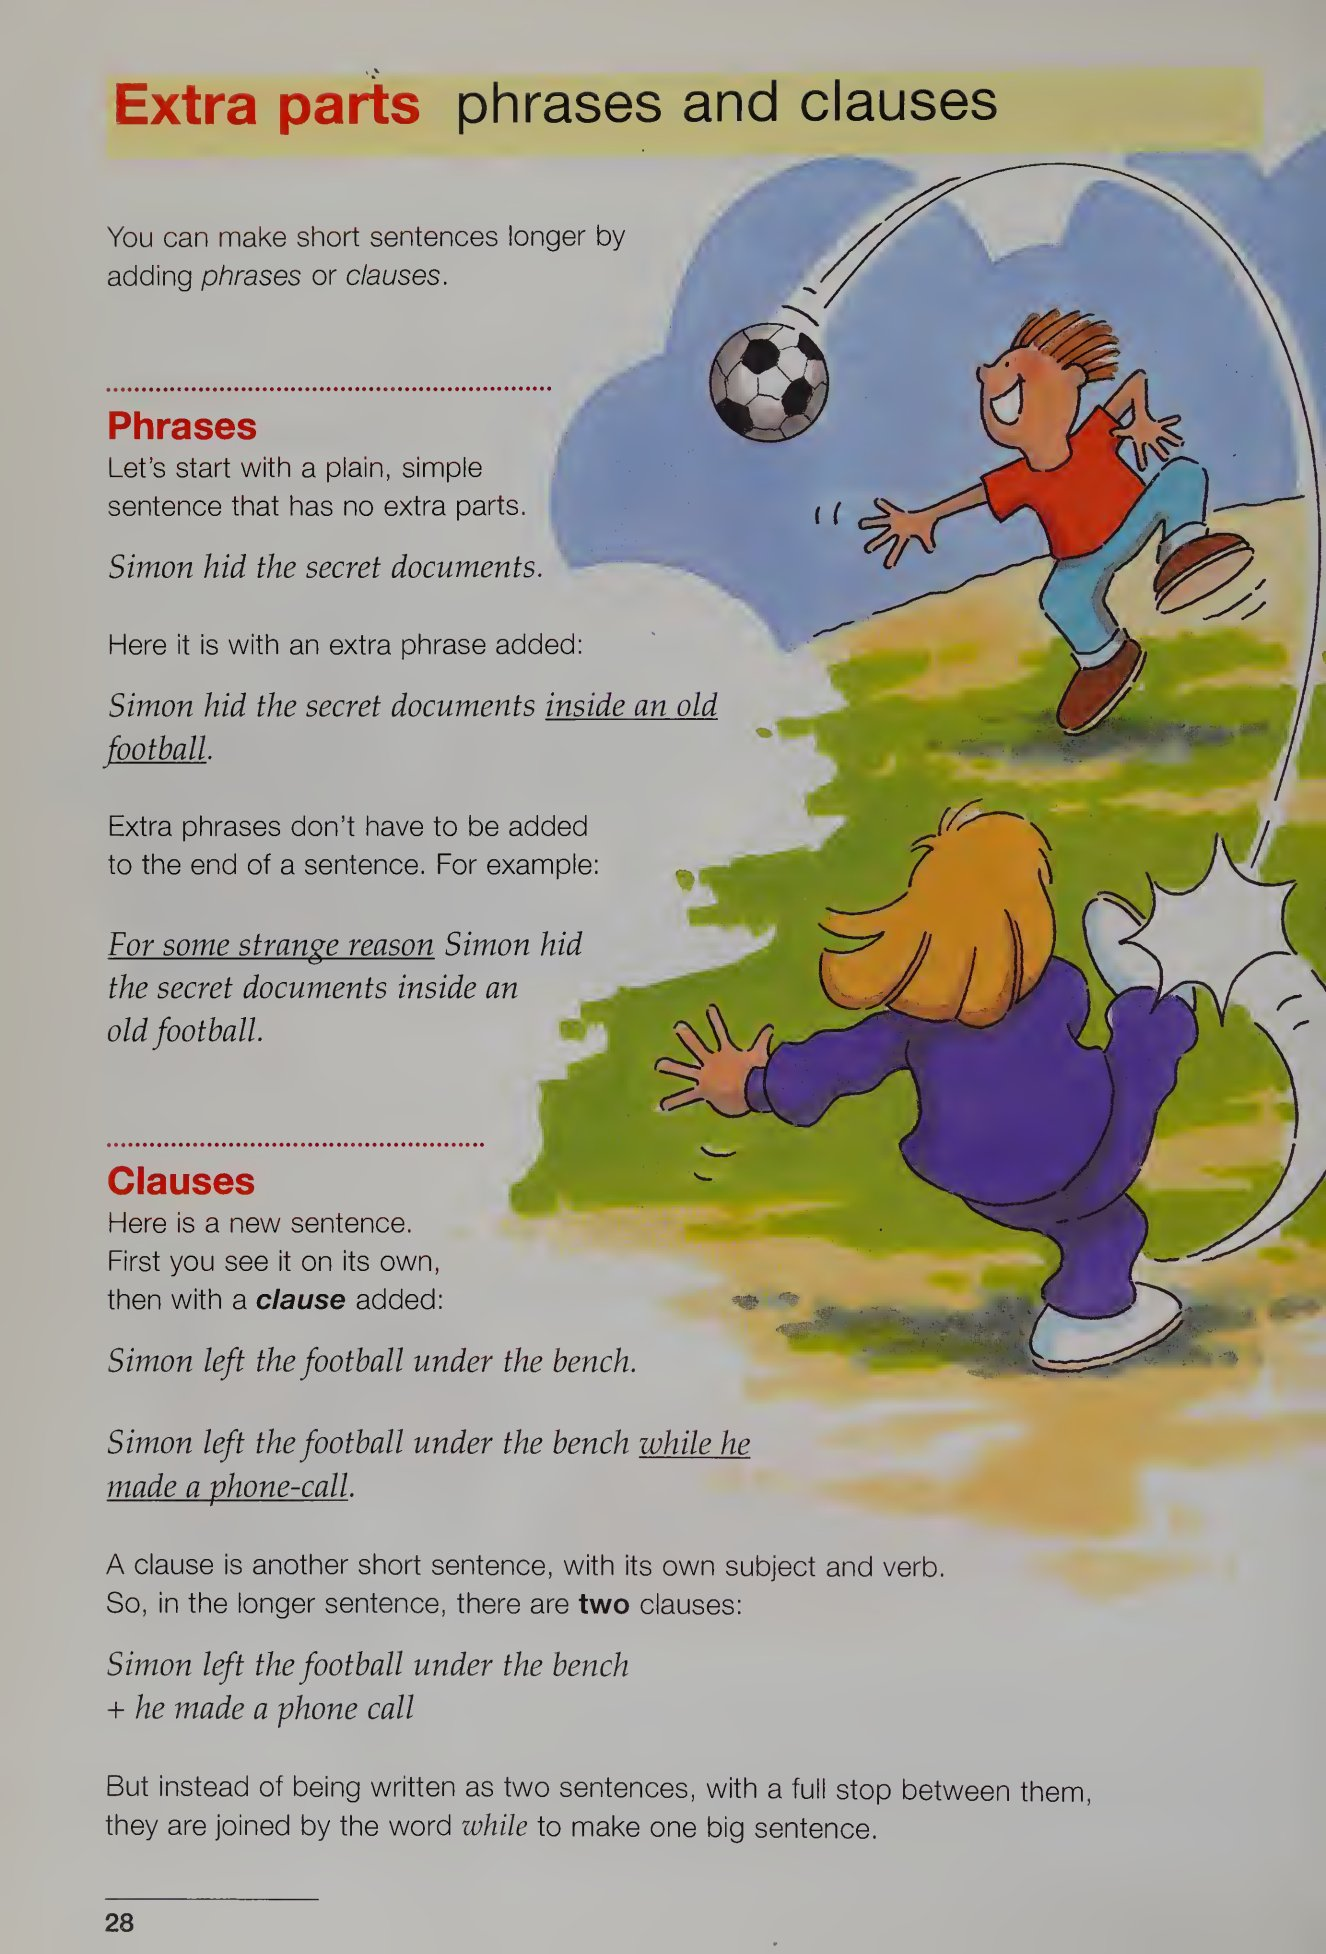 Extra parts phrases and clauses
You can make short sentences longer by
adding phrases or clauses.
Phrases
Let's start with a plain, simple
sentence that has no extra parts.
Simon hid the secret documents.
Here it is with an extra phrase added:
Simon hid the secret documents inside an old
football.
Extra phrases don't have to be added
to the end of a sentence. For example:
For some strange reason Simon hid
the secret documents inside an
old football.
Clauses
Here is a new sentence.
First you see it on its own,
then with a clause added:
Simon left the football under the bench.
Simon left the football under the bench while he
made a phone-call.
A clause is another short sentence, with its own subject and verb.
So, in the longer sentence, there are two clauses:
Simon left the football under the bench
+ he made a phone call
But instead of being written as two sentences, with a full stop between them,
they are joined by the word while to make one big sentence.
28